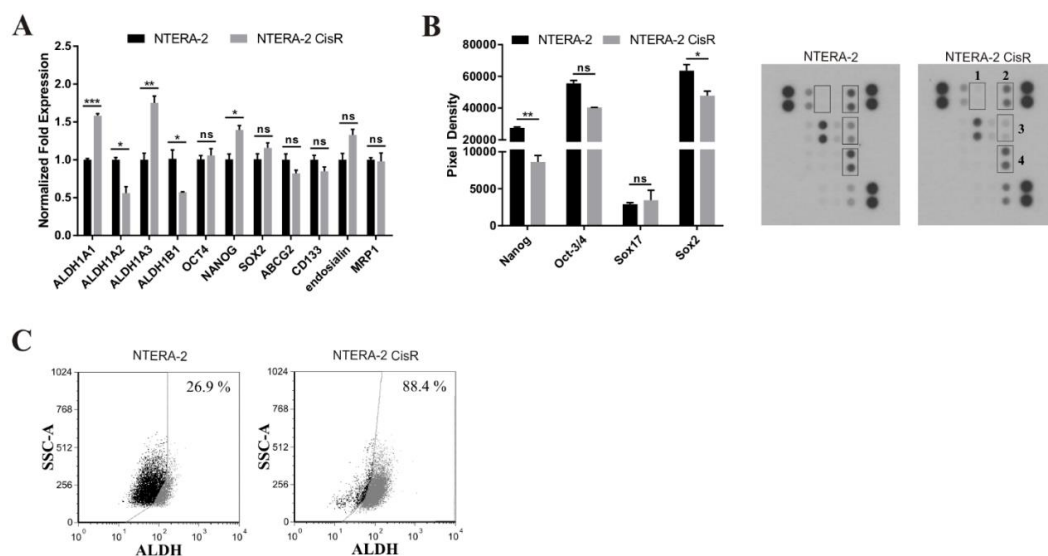 A
NTERA-2 NTERA-2 CisR
Normalized Fold Expression
2.5
2.0
1.5
1.0
0.5
0.0
*** * ** * ns * ns ns ns ns ns
ALDH1A1 ALDH1A2 ALDH1A3 ALDH1B1 OCT4 NANOG SOX2 ABCG2 CD133 endosialin MRP1
B
NTERA-2 NTERA-2 CisR
Pixel Density
80000
60000
40000
20000
10000
5000
0
** ns ns *
Nanog Oct-3/4 Sox17 Sox2
NTERA-2
NTERA-2 CisR
1 2
3
4
C
NTERA-2
26.9 %
SSC-A
1024
768
512
256
0
10⁰ 10¹ 10² 10³ 10⁴
ALDH
NTERA-2 CisR
88.4 %
SSC-A
1024
768
512
256
0
10⁰ 10¹ 10² 10³ 10⁴
ALDH